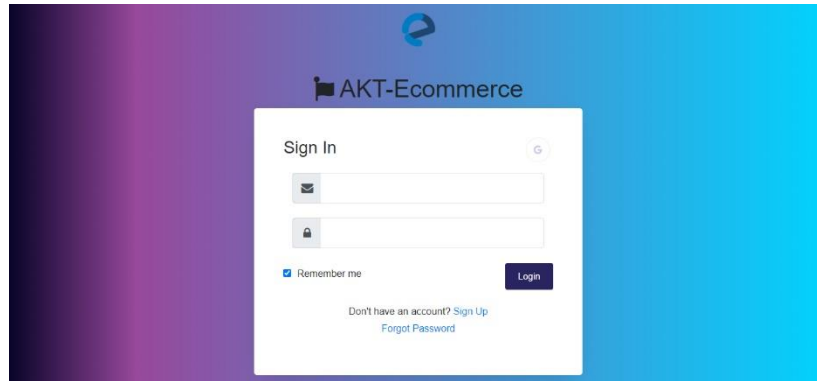 AKT-Ecommerce
Sign In
G
Remember me
Login
Don't have an account? Sign Up
Forgot Password